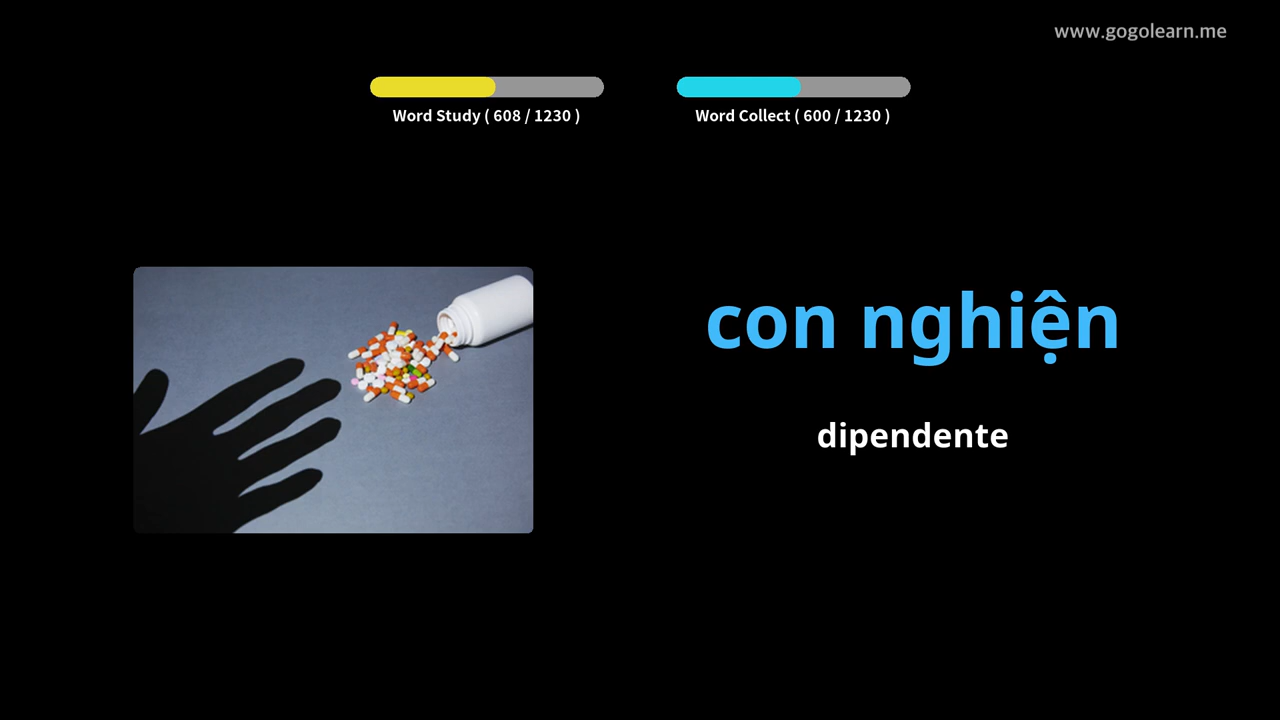 www.gogolearn.me
Word Study ( 608 / 1230 )
Word Collect ( 600 / 1230 )
con nghiện
dipendente